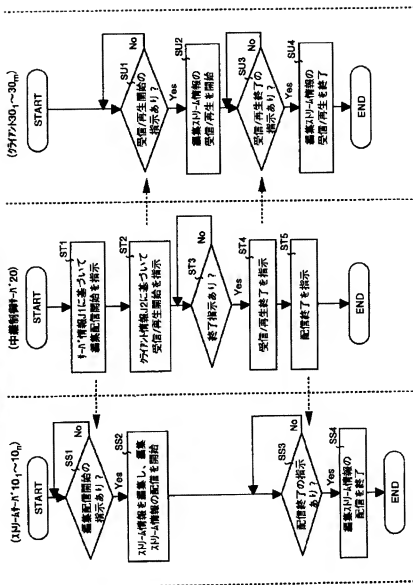 (ストリームサーバ10₁～10ₙ)
START
SS1
編集配信開始の
指示あり?
No
Yes
SS2
ストリーム情報を編集し、編集
ストリーム情報の配信を開始
SS3
配信終了の指示
あり?
No
Yes
SS4
編集ストリーム情報の
配信を終了
END
(中継制御サーバ20)
START
ST1
サーバ情報J1に基づいて
編集配信開始を指示
ST2
クライアント情報J2に基づいて
受信/再生開始を指示
ST3
終了指示あり?
No
Yes
ST4
受信/再生終了を指示
ST5
配信終了を指示
END
(クライアント30₁～30ₘ)
START
SU1
受信/再生開始の
指示あり?
No
Yes
SU2
編集ストリーム情報の
受信/再生を開始
SU3
受信/再生終了の
指示あり?
No
Yes
SU4
編集ストリーム情報の
受信/再生を終了
END